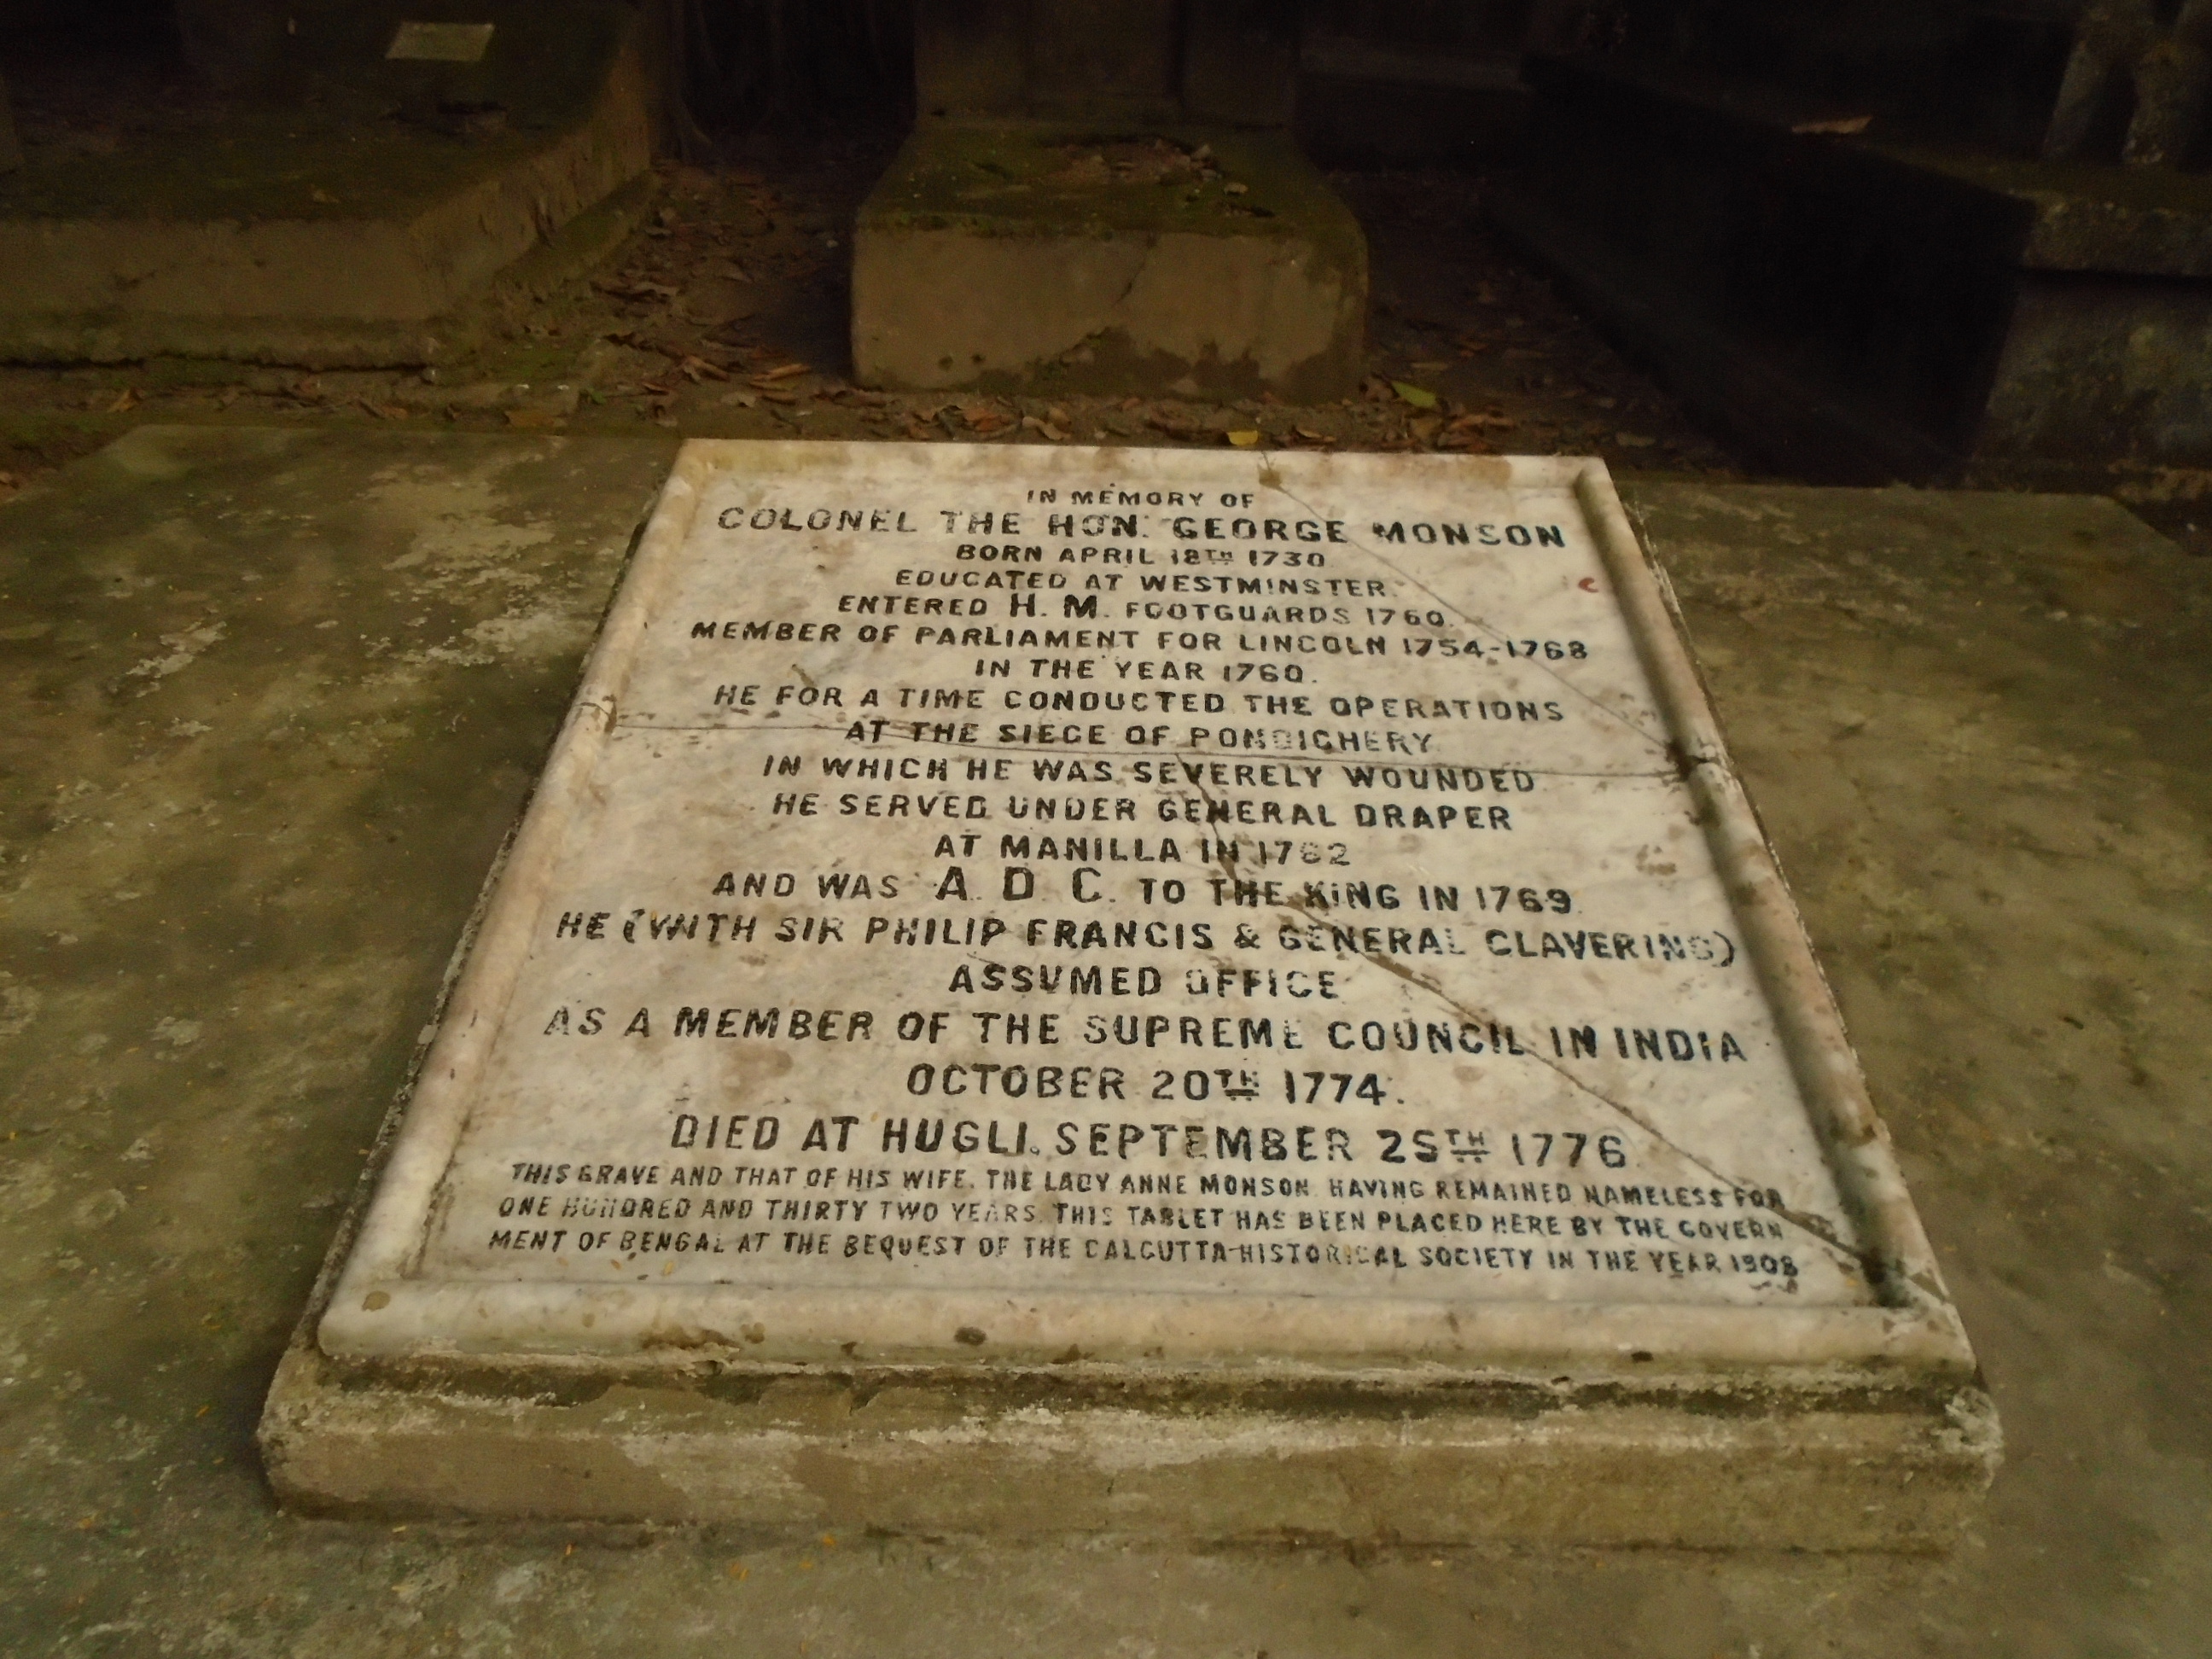 IN MEMORY OF
COLONEL THE HON. GEORGE MONSON
BORN APRIL 18TH 1730
EDUCATED AT WESTMINSTER.
ENTERED H. M. FOOTGUARDS 1760.
MEMBER OF PARLIAMENT FOR LINCOLN 1754-1768
IN THE YEAR 1760.
HE FOR A TIME CONDUCTED THE OPERATIONS
AT THE SIEGE OF PONDICHERY
IN WHICH HE WAS SEVERELY WOUNDED
HE SERVED UNDER GENERAL DRAPER
AT MANILLA IN 1762
AND WAS A. D. C. TO THE KING IN 1769.
HE (WITH SIR PHILIP FRANCIS & GENERAL CLAVERING)
ASSUMED OFFICE
AS A MEMBER OF THE SUPREME COUNCIL IN INDIA
OCTOBER 20TH 1774.
DIED AT HUGLI. SEPTEMBER 25TH 1776.
THIS GRAVE AND THAT OF HIS WIFE. THE LADY ANNE MONSON HAVING REMAINED NAMELESS FOR
ONE HUNDRED AND THIRTY TWO YEARS. THIS TABLET HAS BEEN PLACED HERE BY THE GOVERN
MENT OF BENGAL AT THE BEQUEST OF THE CALCUTTA HISTORICAL SOCIETY IN THE YEAR 1908